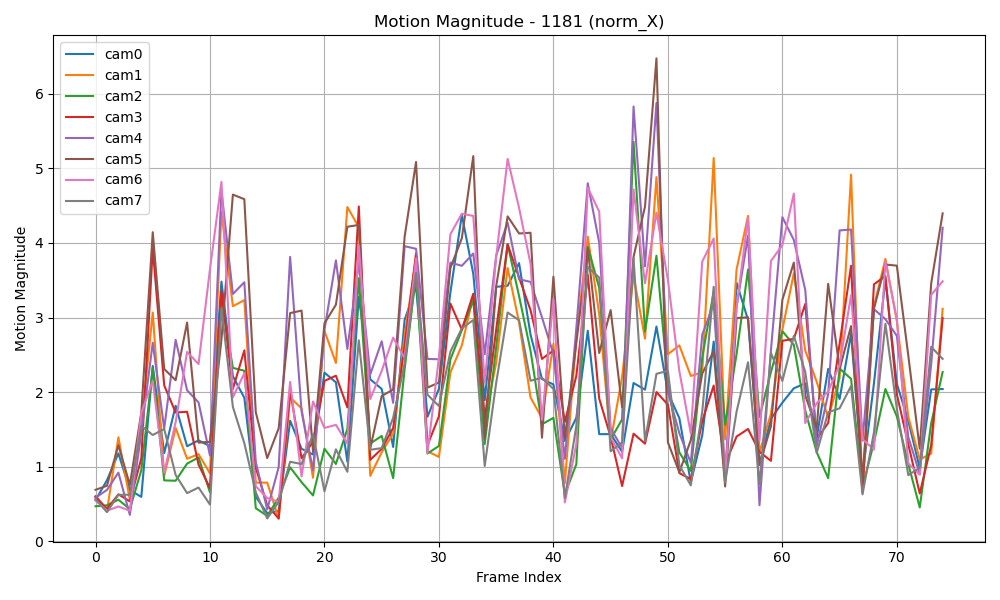 Motion Magnitude - 1181 (norm_X)
cam0
cam1
cam2
cam3
cam4
cam5
cam6
cam7
Motion Magnitude
6
5
4
3
2
1
0
0 10 20 30 40 50 60 70
Frame Index